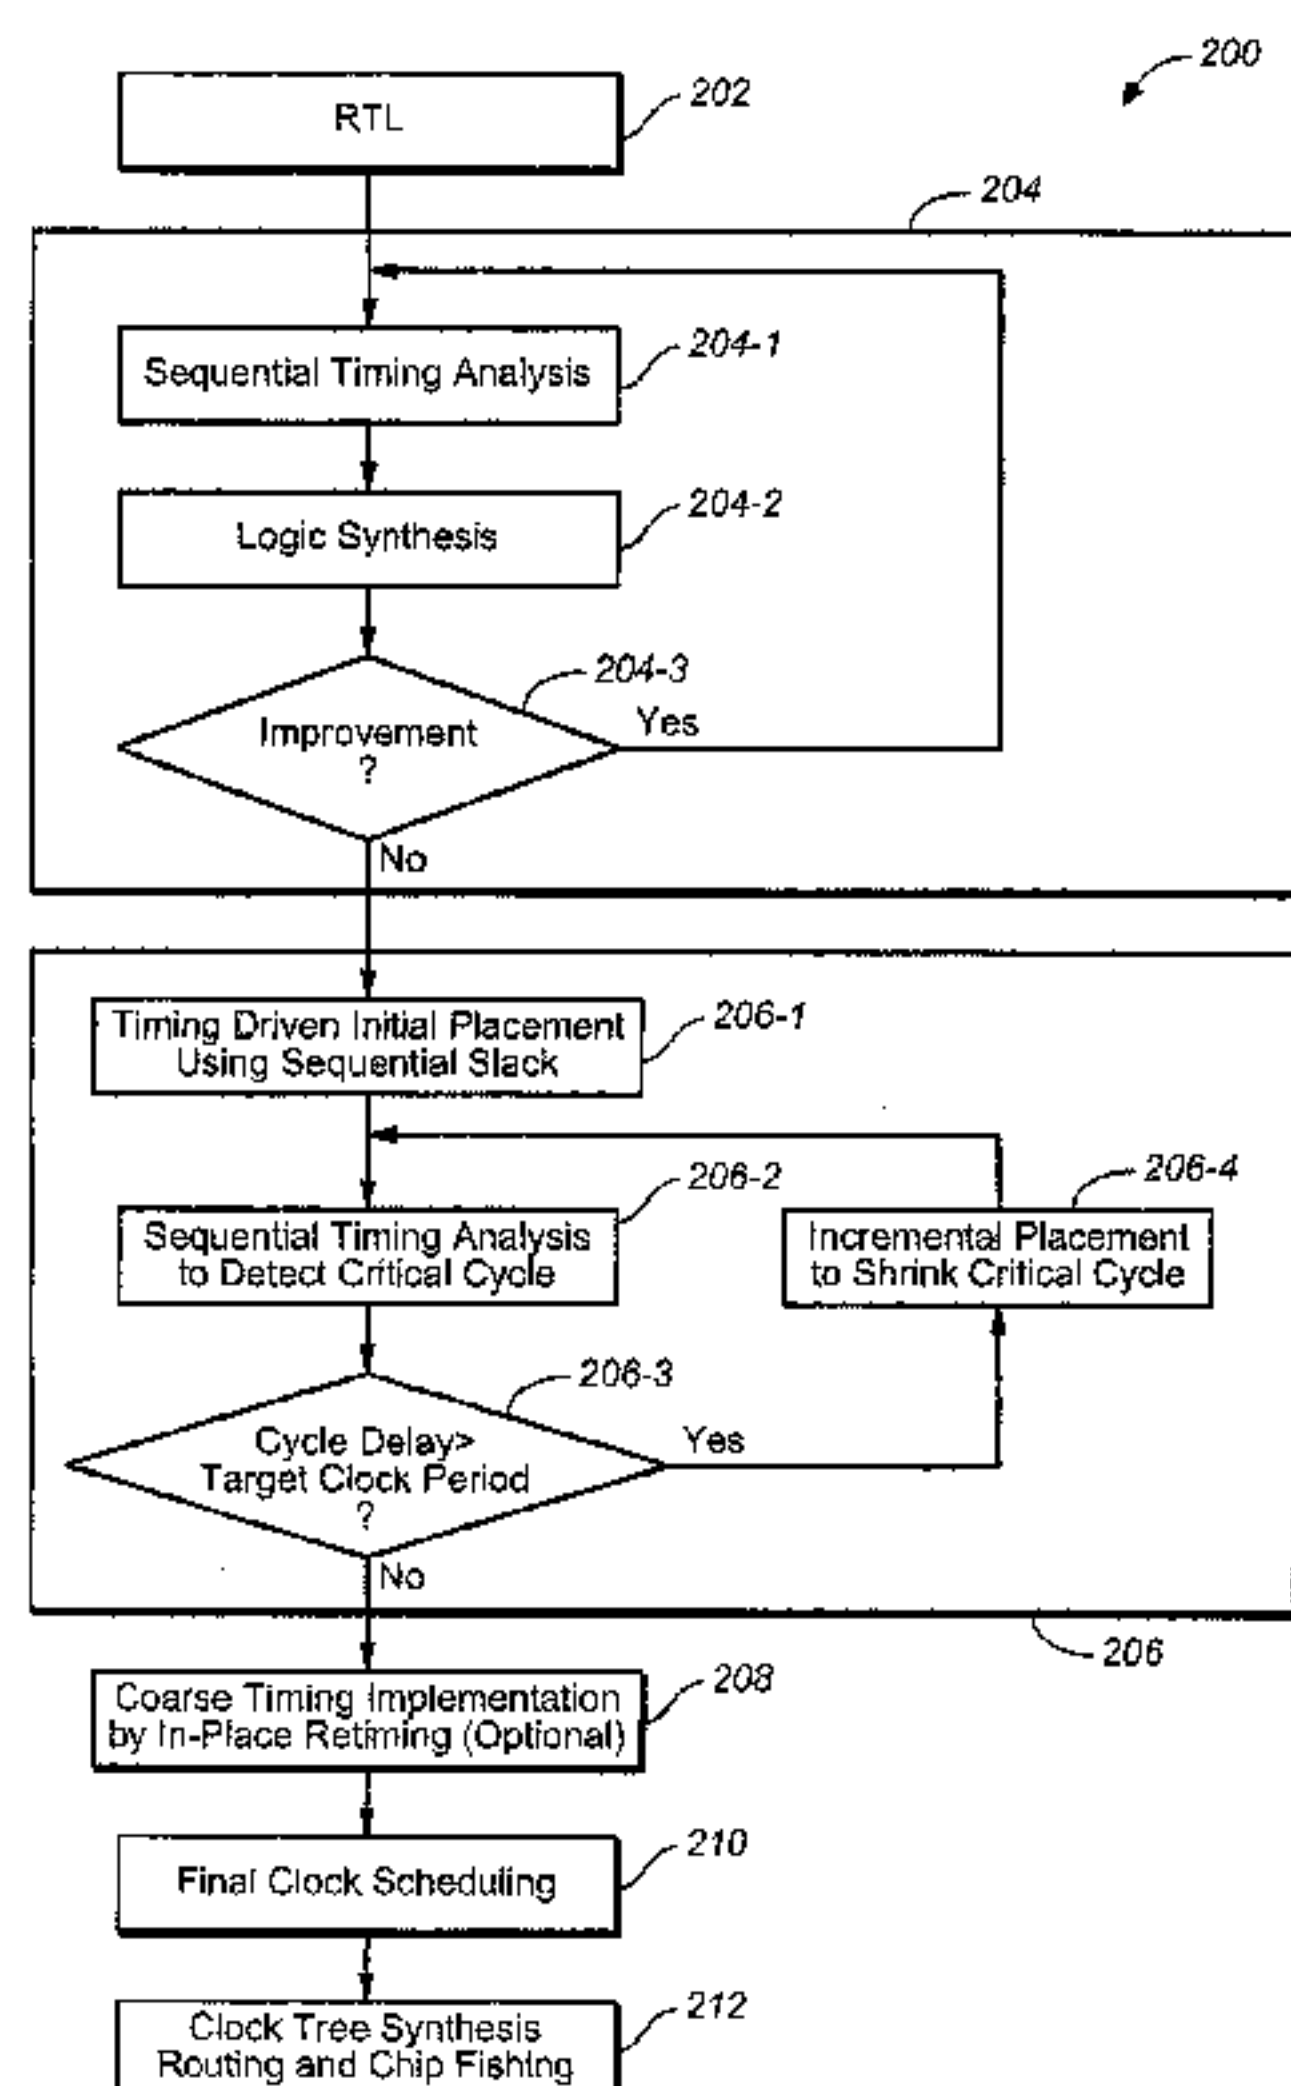 200
RTL
202
204
Sequential Timing Analysis
204-1
Logic Synthesis
204-2
204-3
Improvement
?
Yes
No
Timing Driven Initial Placement
Using Sequential Slack
206-1
206-2
Sequential Timing Analysis
to Detect Critical Cycle
206-4
Incremental Placement
to Shrink Critical Cycle
206-3
Cycle Delay>
Target Clock Period
?
Yes
No
206
Coarse Timing Implementation
by In-Place Retiming (Optional)
208
Final Clock Scheduling
210
Clock Tree Synthesis
Routing and Chip Fishing
212